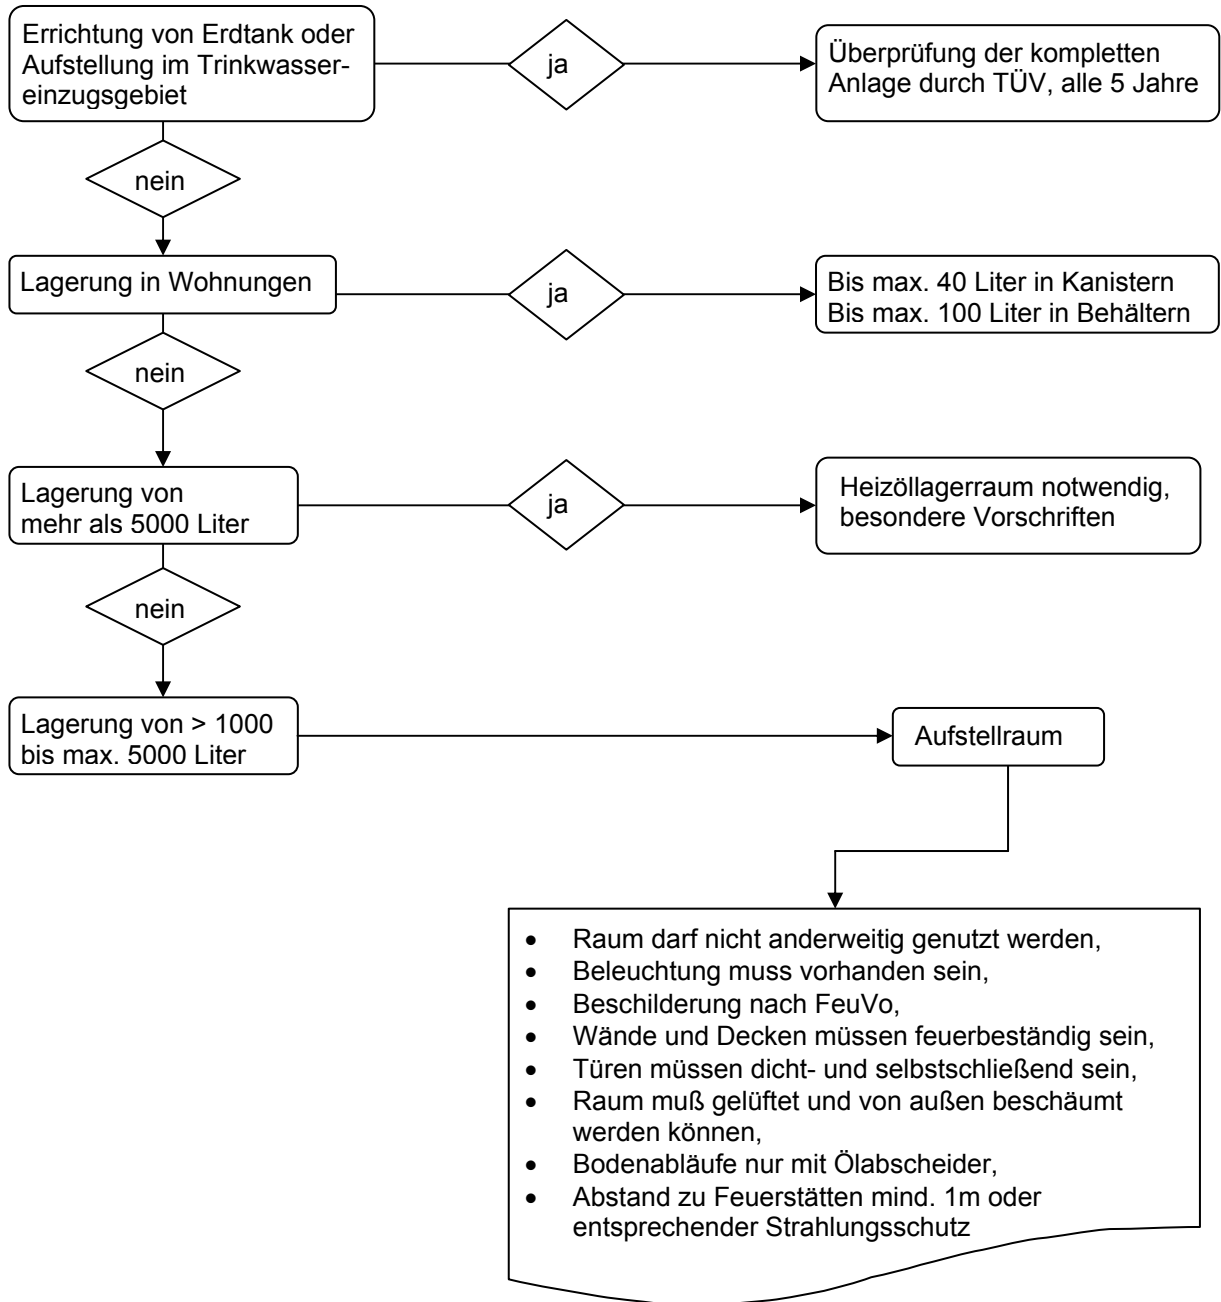 Errichtung von Erdtank oder
Aufstellung im Trinkwasser-
einzugsgebiet
ja
Überprüfung der kompletten
Anlage durch TÜV, alle 5 Jahre
nein
Lagerung in Wohnungen
ja
Bis max. 40 Liter in Kanistern
Bis max. 100 Liter in Behältern
nein
Lagerung von
mehr als 5000 Liter
ja
Heizöllagerraum notwendig,
besondere Vorschriften
nein
Lagerung von > 1000
bis max. 5000 Liter
Aufstellraum
• Raum darf nicht anderweitig genutzt werden,
• Beleuchtung muss vorhanden sein,
• Beschilderung nach FeuVo,
• Wände und Decken müssen feuerbeständig sein,
• Türen müssen dicht- und selbstschließend sein,
• Raum muß gelüftet und von außen beschäumt
werden können,
• Bodenabläufe nur mit Ölabscheider,
• Abstand zu Feuerstätten mind. 1m oder
entsprechender Strahlungsschutz